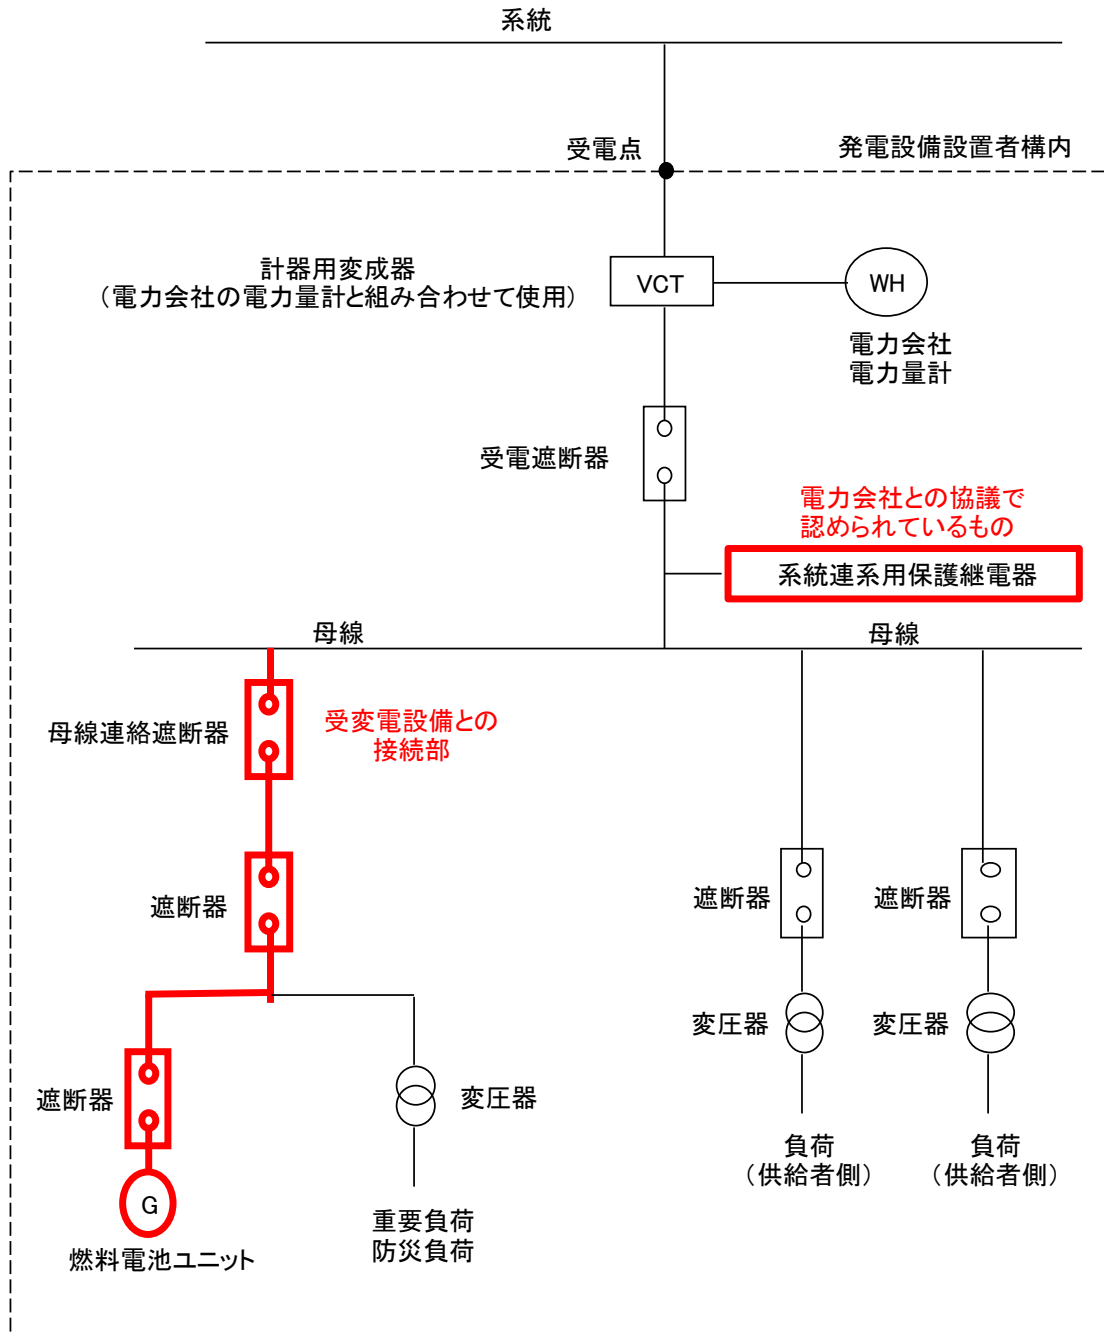 系統
受電点
発電設備設置者構内
計器用変成器
（電力会社の電力量計と組み合わせて使用）
VCT
WH
電力会社
電力量計
受電遮断器
電力会社との協議で
認められているもの
系統連系用保護継電器
母線
母線
母線連絡遮断器
受変電設備との
接続部
遮断器
遮断器
遮断器
変圧器
変圧器
遮断器
変圧器
負荷
（供給者側）
負荷
（供給者側）
G
燃料電池ユニット
重要負荷
防災負荷